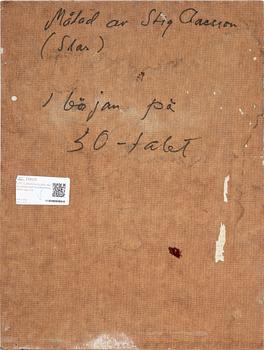 Målad av Stig Claesson
(Slas)
i början på
50-talet